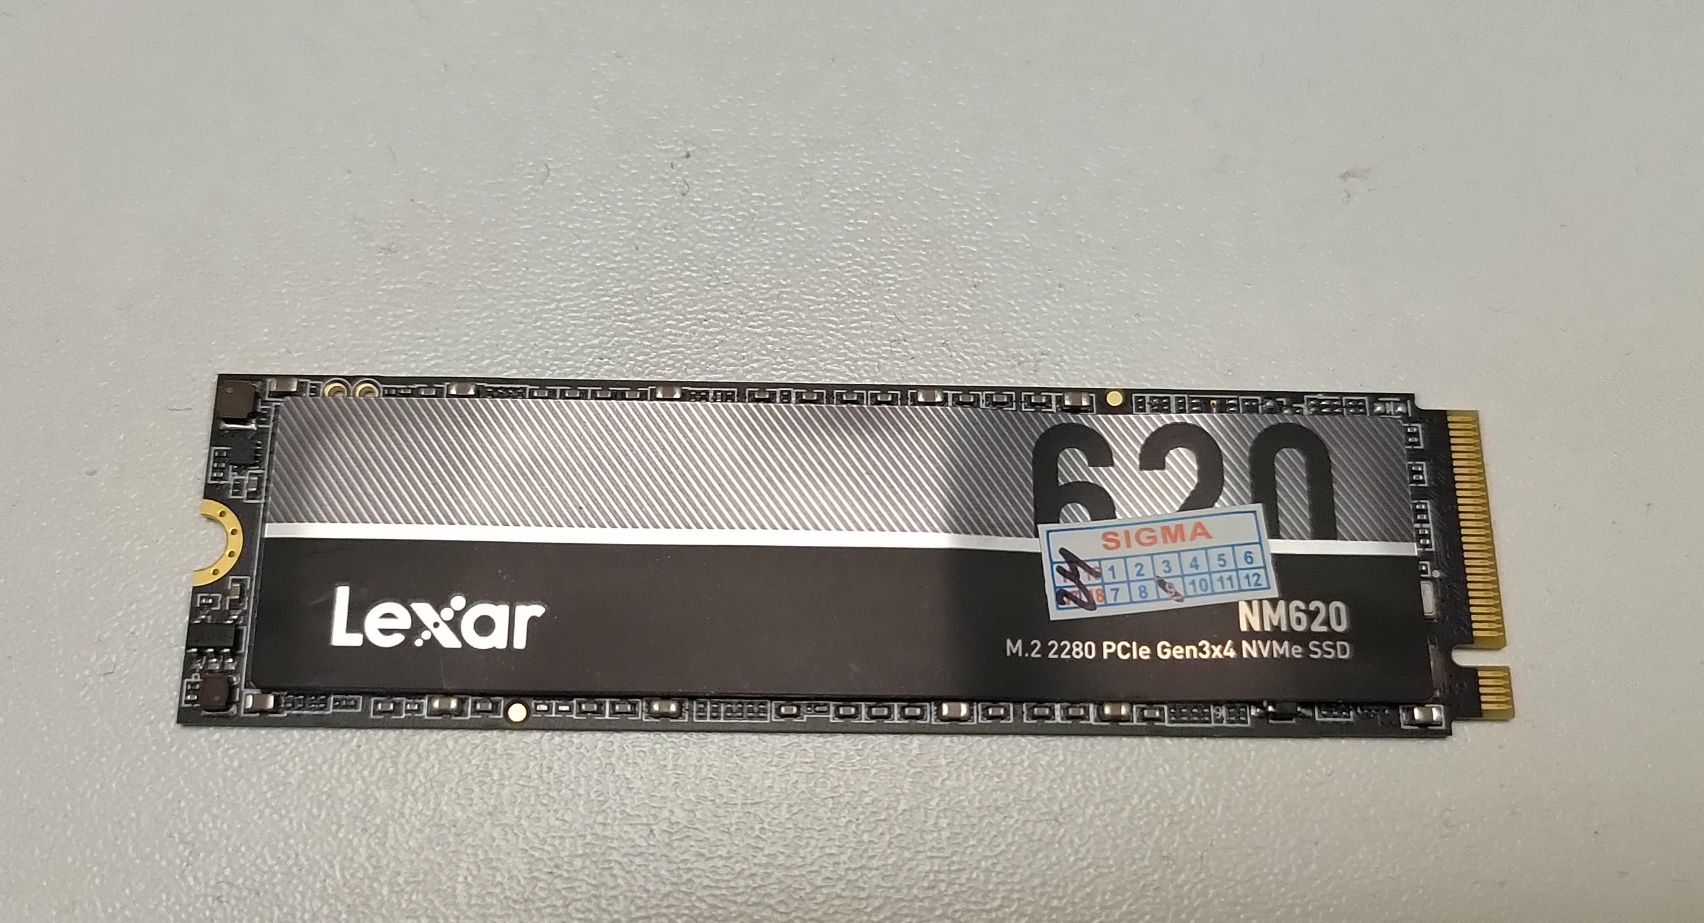 620
SIGMA
1 2 3 4 5 6
7 8 9 10 11 12
Lexar
NM620
M.2 2280 PCIe Gen3x4 NVMe SSD